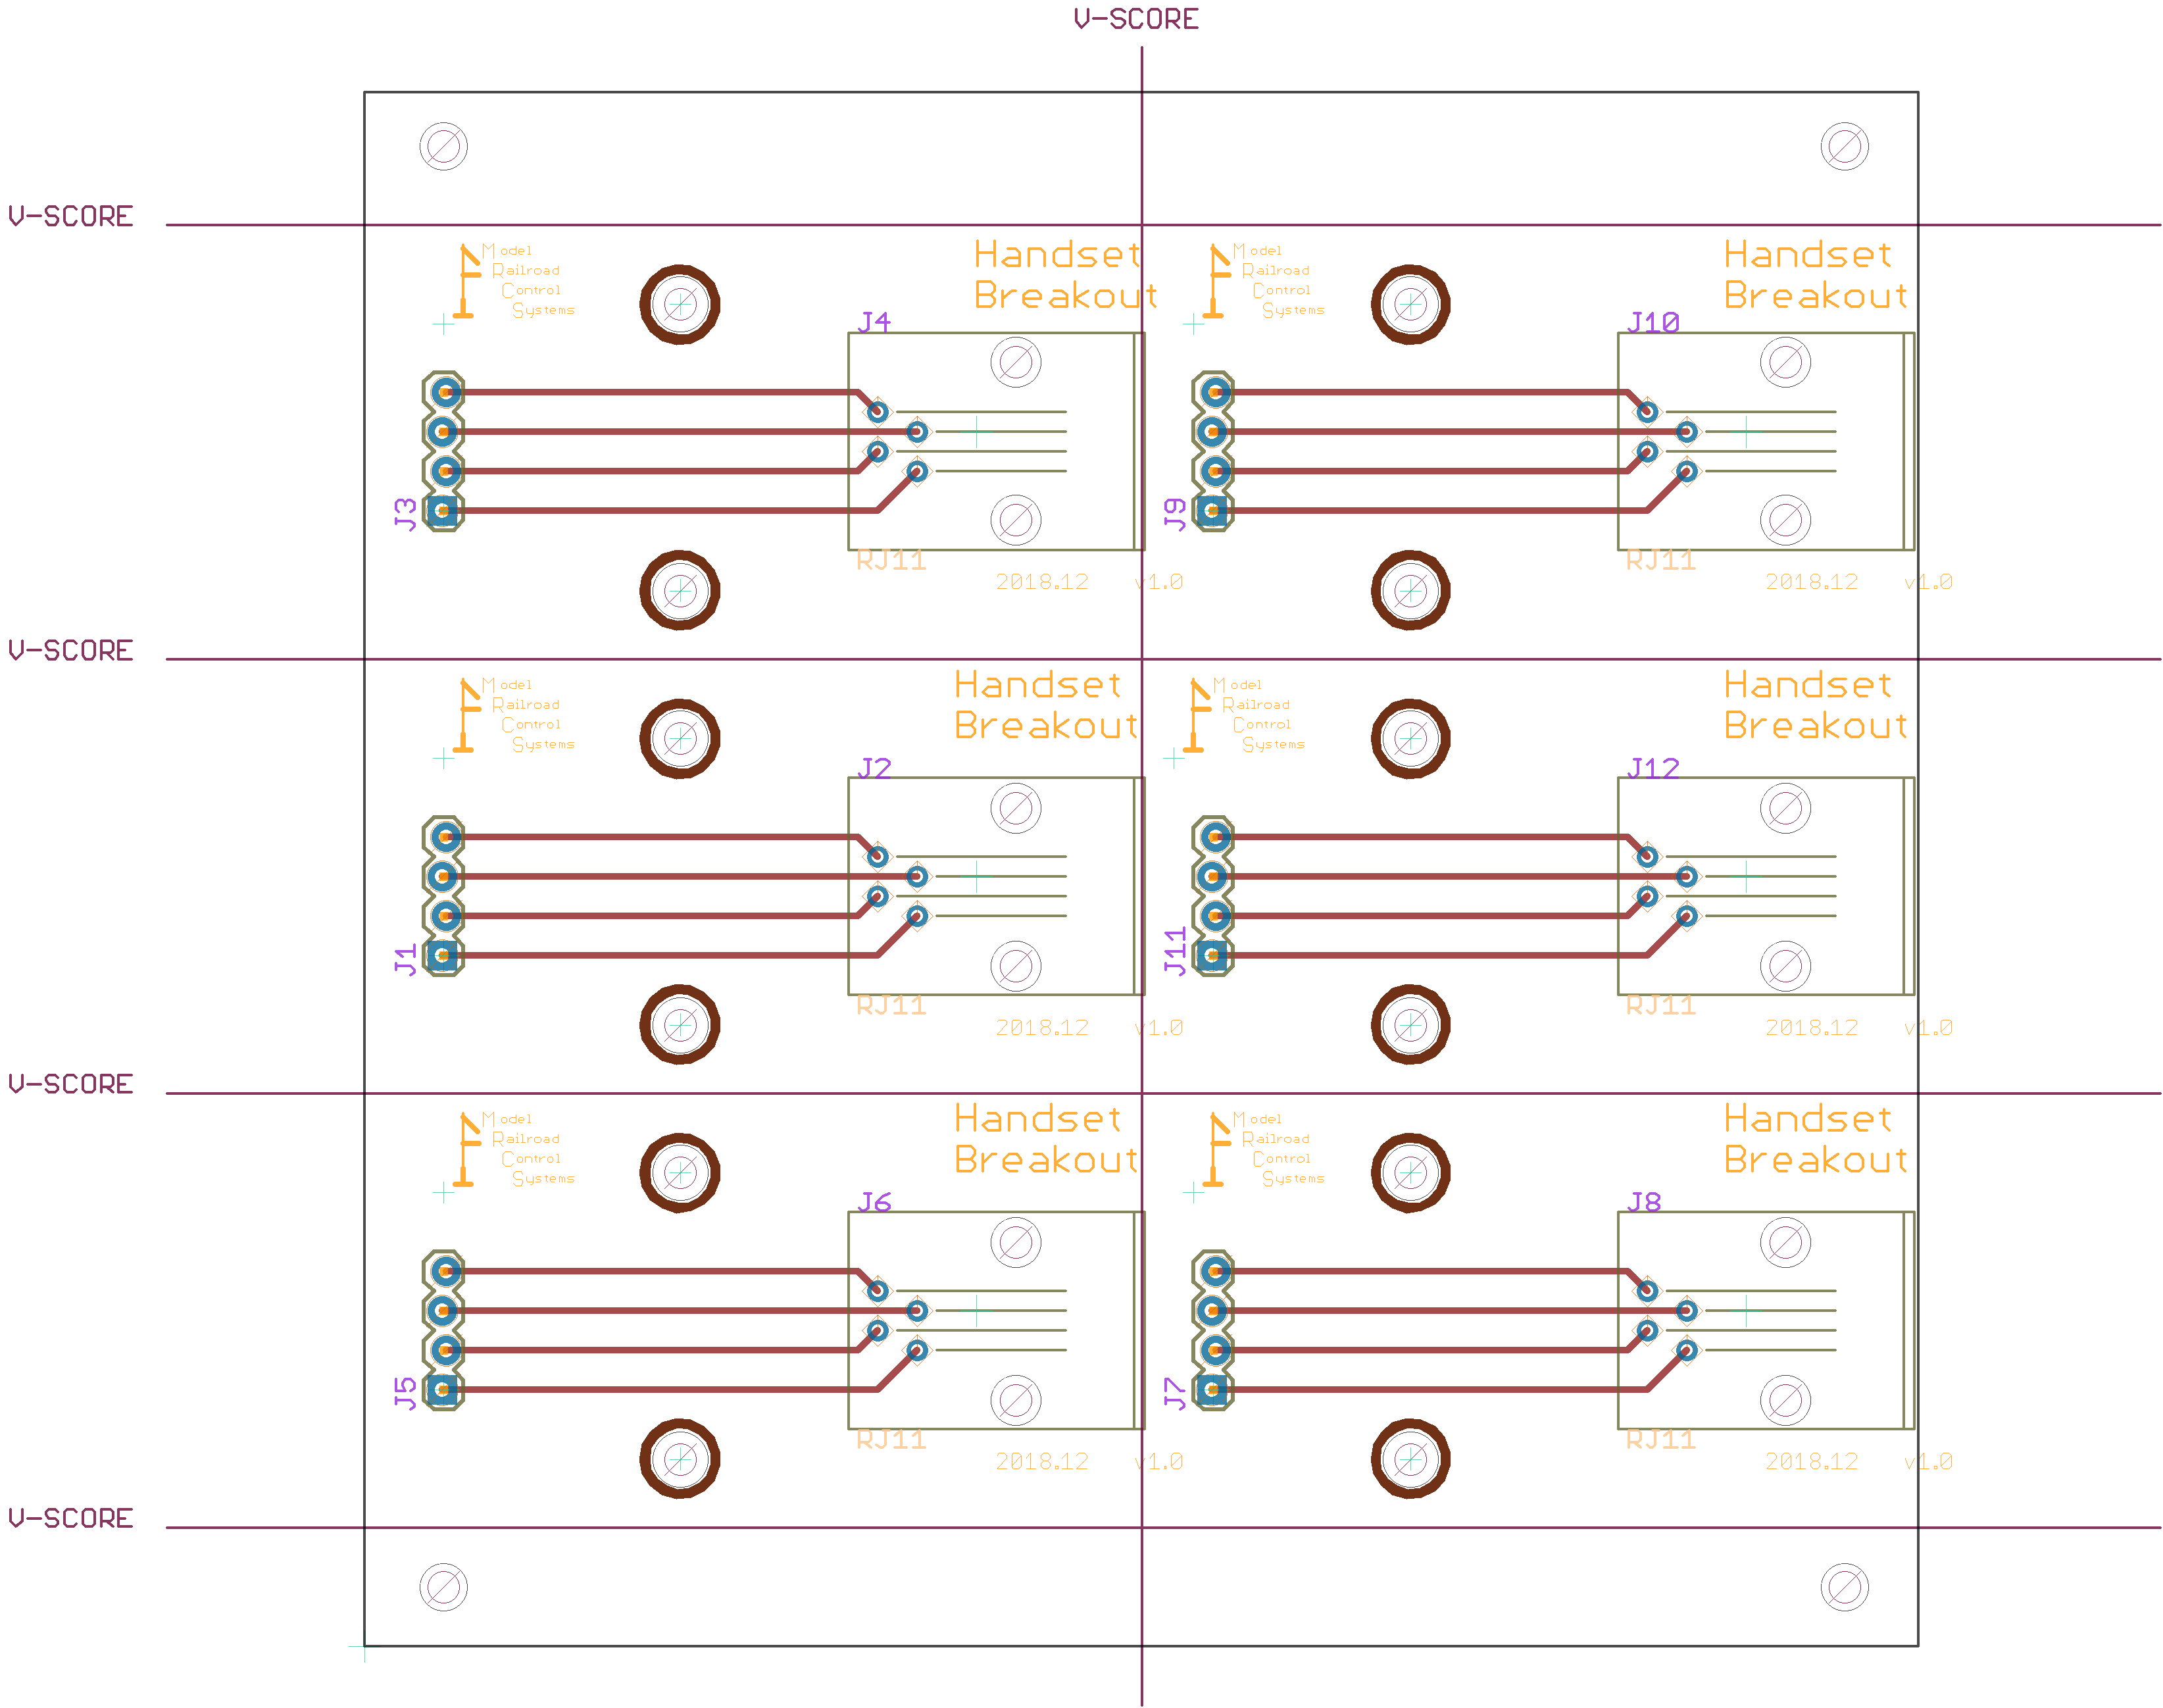 V-SCORE
V-SCORE
Model
Railroad
Control
Systems
Handset
Breakout
J4
J3
RJ11
2018.12 v1.0
Model
Railroad
Control
Systems
Handset
Breakout
J10
J9
RJ11
2018.12 v1.0
V-SCORE
Model
Railroad
Control
Systems
Handset
Breakout
J2
J1
RJ11
2018.12 v1.0
Model
Railroad
Control
Systems
Handset
Breakout
J12
J11
RJ11
2018.12 v1.0
V-SCORE
Model
Railroad
Control
Systems
Handset
Breakout
J6
J5
RJ11
2018.12 v1.0
Model
Railroad
Control
Systems
Handset
Breakout
J8
J7
RJ11
2018.12 v1.0
V-SCORE